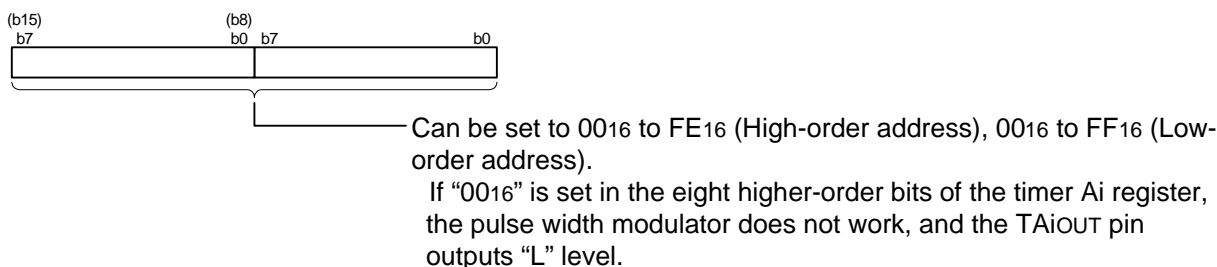 (b15) (b8)
b7 b0 b7 b0
Can be set to 0016 to FE16 (High-order address), 0016 to FF16 (Low-
order address).
If “0016” is set in the eight higher-order bits of the timer Ai register,
the pulse width modulator does not work, and the TAiOUT pin
outputs “L” level.